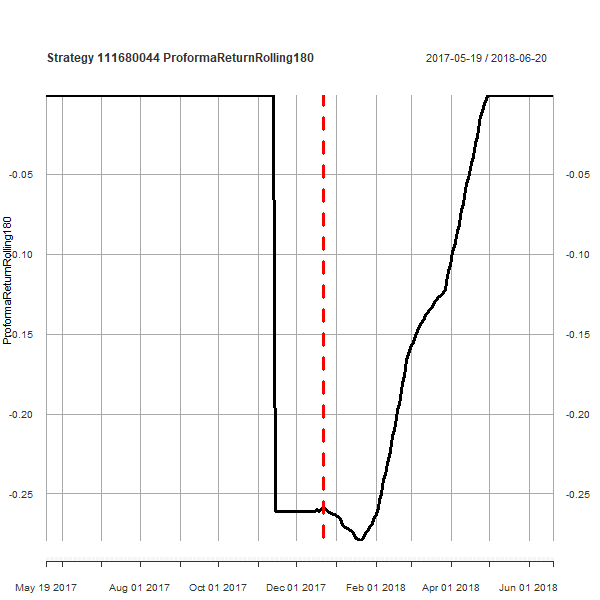 Strategy 111680044 ProformaReturnRolling180
2017-05-19 / 2018-06-20
-0.05
-0.05
-0.10
-0.10
ProformaReturnRolling180
-0.15
-0.15
-0.20
-0.20
-0.25
-0.25
May 19 2017
Aug 01 2017
Oct 01 2017
Dec 01 2017
Feb 01 2018
Apr 01 2018
Jun 01 2018